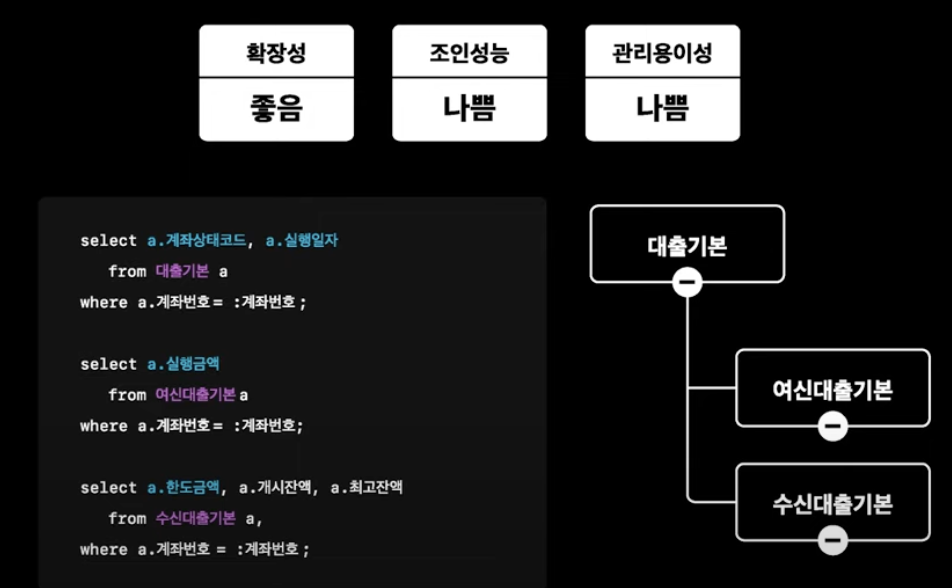 확장성
좋음
조인성능
나쁨
관리용이성
나쁨
select a.계좌상태코드, a.실행일자
from 대출기본 a
where a.계좌번호 = :계좌번호 ;
select a.실행금액
from 여신대출기본 a
where a.계좌번호 = :계좌번호;
select a.한도금액, a.개시잔액, a.최고잔액
from 수신대출기본 a,
where a.계좌번호 = :계좌번호 ;
대출기본
여신대출기본
수신대출기본